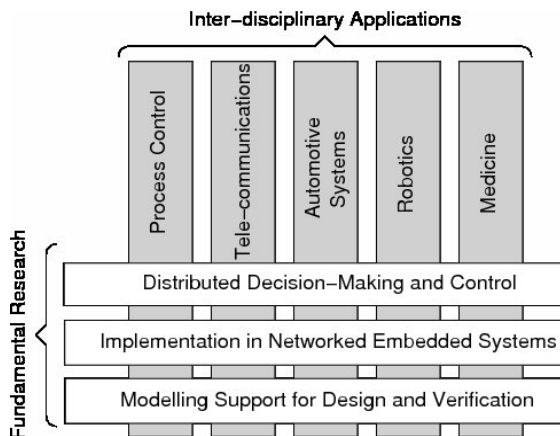 Inter-disciplinary Applications
Process Control
Tele-communications
Automotive
Systems
Robotics
Medicine
Fundamental Research
Distributed Decision-Making and Control
Implementation in Networked Embedded Systems
Modelling Support for Design and Verification